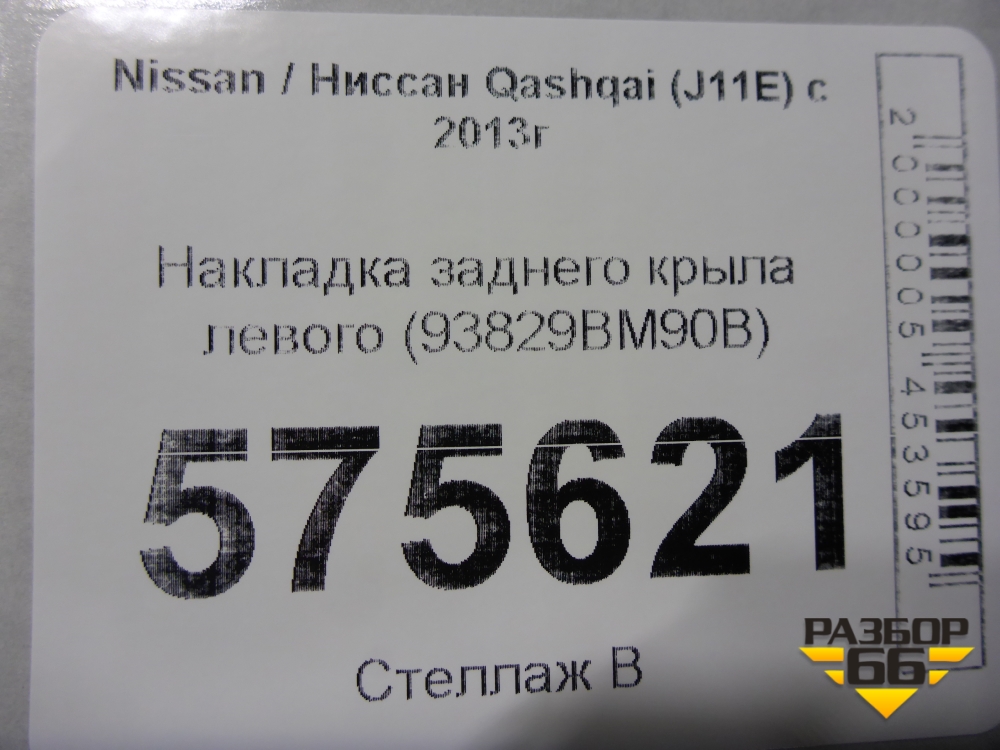 Nissan / Ниссан Qashqai (J11E) с
2013г
Накладка заднего крыла
левого (93829BM90B)
575621
Стеллаж В
2000005453595
РАЗБОР
66